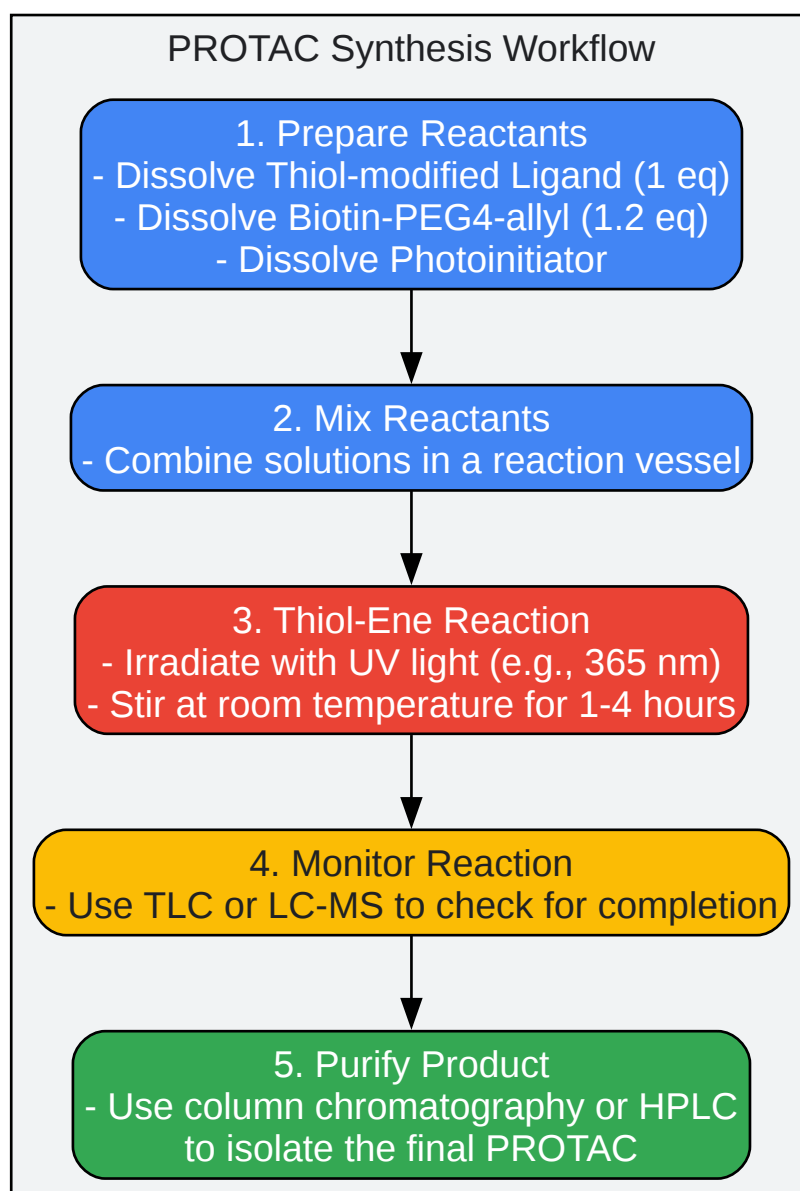 PROTAC Synthesis Workflow
1. Prepare Reactants
- Dissolve Thiol-modified Ligand (1 eq)
- Dissolve Biotin-PEG4-allyl (1.2 eq)
- Dissolve Photoinitiator
2. Mix Reactants
- Combine solutions in a reaction vessel
3. Thiol-Ene Reaction
- Irradiate with UV light (e.g., 365 nm)
- Stir at room temperature for 1-4 hours
4. Monitor Reaction
- Use TLC or LC-MS to check for completion
5. Purify Product
- Use column chromatography or HPLC
to isolate the final PROTAC